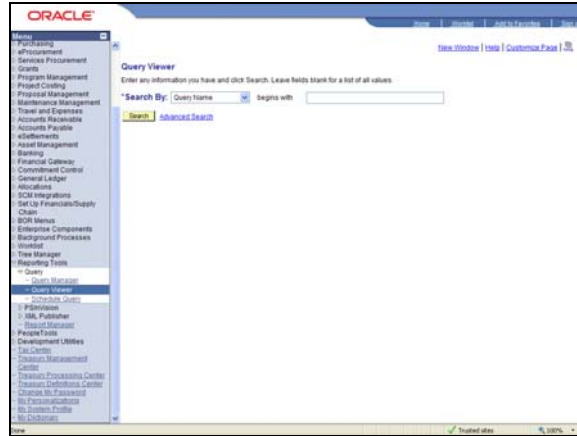 ORACLE
Home | Worklist | Add to Favorites | Sign
Menu
Purchasing
eProcurement
Services Procurement
Grants
Program Management
Project Costing
Proposal Management
Maintenance Management
Travel and Expenses
Accounts Receivable
Accounts Payable
eSettlements
Asset Management
Banking
Financial Gateway
Commitment Control
General Ledger
Allocations
SCM Integrations
Set Up Financials/Supply
Chain
BOR Menus
Enterprise Components
Background Processes
Worklist
Tree Manager
Reporting Tools
Query
– Query Manager
– Query Viewer
– Schedule Query
PS/nVision
XML Publisher
– Report Manager
PeopleTools
Development Utilities
– Tax Center
– Treasury Management
Center
– Treasury Processing Center
– Treasury Definitions Center
– Change My Password
– My Personalizations
– My System Profile
– My Dictionary
New Window | Help | Customize Page |
Query Viewer
Enter any information you have and click Search. Leave fields blank for a list of all values.
*Search By: Query Name begins with
Search Advanced Search
Done Trusted sites 100%